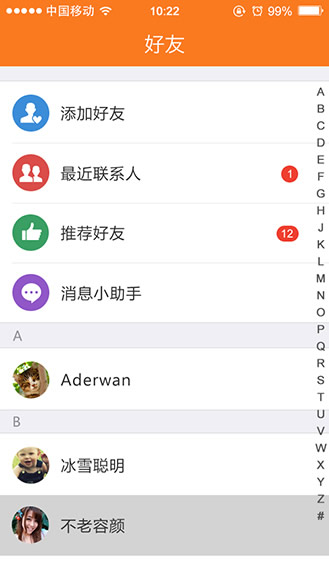 中国移动 10:22 99%
好友
添加好友
最近联系人 1
推荐好友 12
消息小助手
A
Aderwan
B
冰雪聪明
不老容颜
A
B
C
D
E
F
G
H
J
K
L
M
N
O
P
Q
R
S
T
U
V
W
X
Y
Z
#